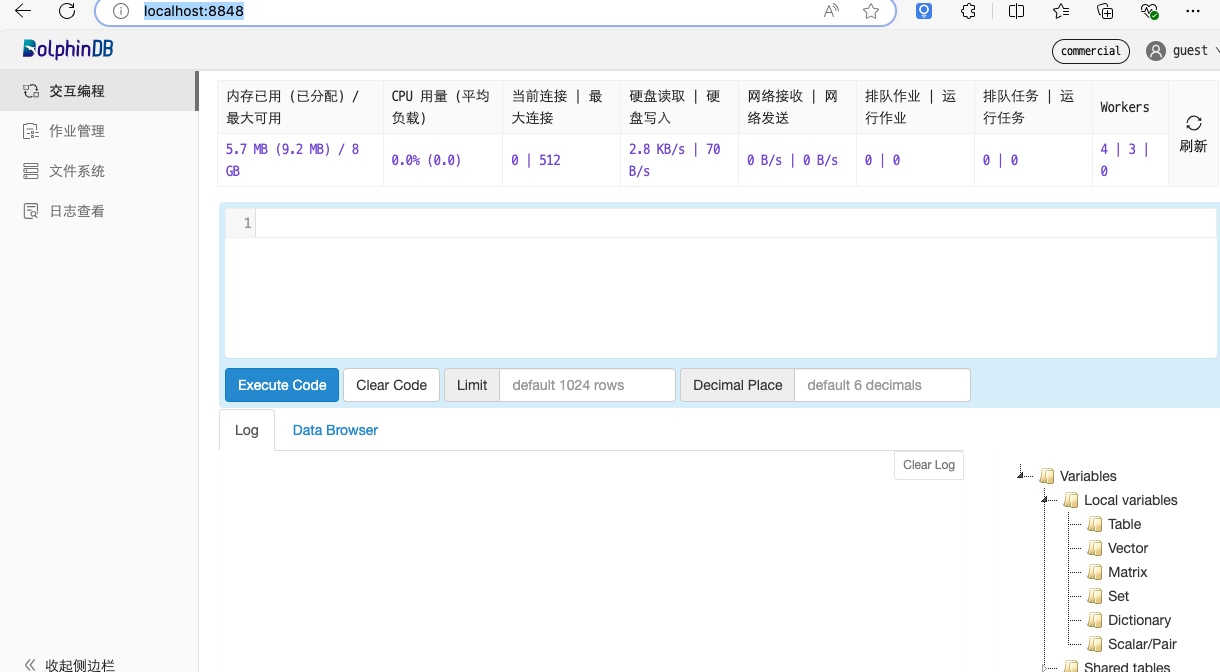 localhost:8848
DolphinDB
commercial
guest
交互编程
作业管理
文件系统
日志查看
收起侧边栏
内存已用 (已分配) /
最大可用
5.7 MB (9.2 MB) / 8
GB
CPU 用量 (平均
负载)
0.0% (0.0)
当前连接 | 最
大连接
0 | 512
硬盘读取 | 硬
盘写入
2.8 KB/s | 70
B/s
网络接收 | 网
络发送
0 B/s | 0 B/s
排队作业 | 运
行作业
0 | 0
排队任务 | 运
行任务
0 | 0
Workers
4 | 3 |
0
刷新
1
Execute Code
Clear Code
Limit
default 1024 rows
Decimal Place
default 6 decimals
Log
Data Browser
Clear Log
Variables
Local variables
Table
Vector
Matrix
Set
Dictionary
Scalar/Pair
Shared tables